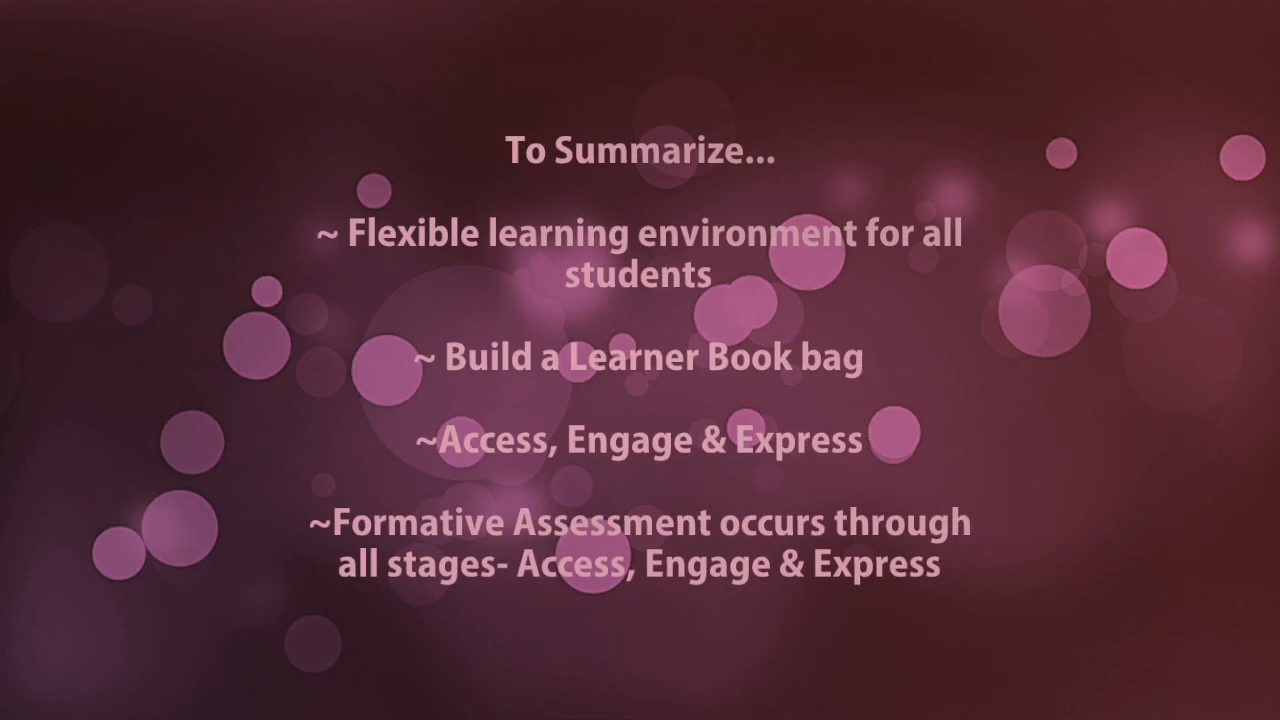 To Summarize...
~ Flexible learning environment for all
students
~ Build a Learner Book bag
~Access, Engage & Express
~Formative Assessment occurs through
all stages- Access, Engage & Express